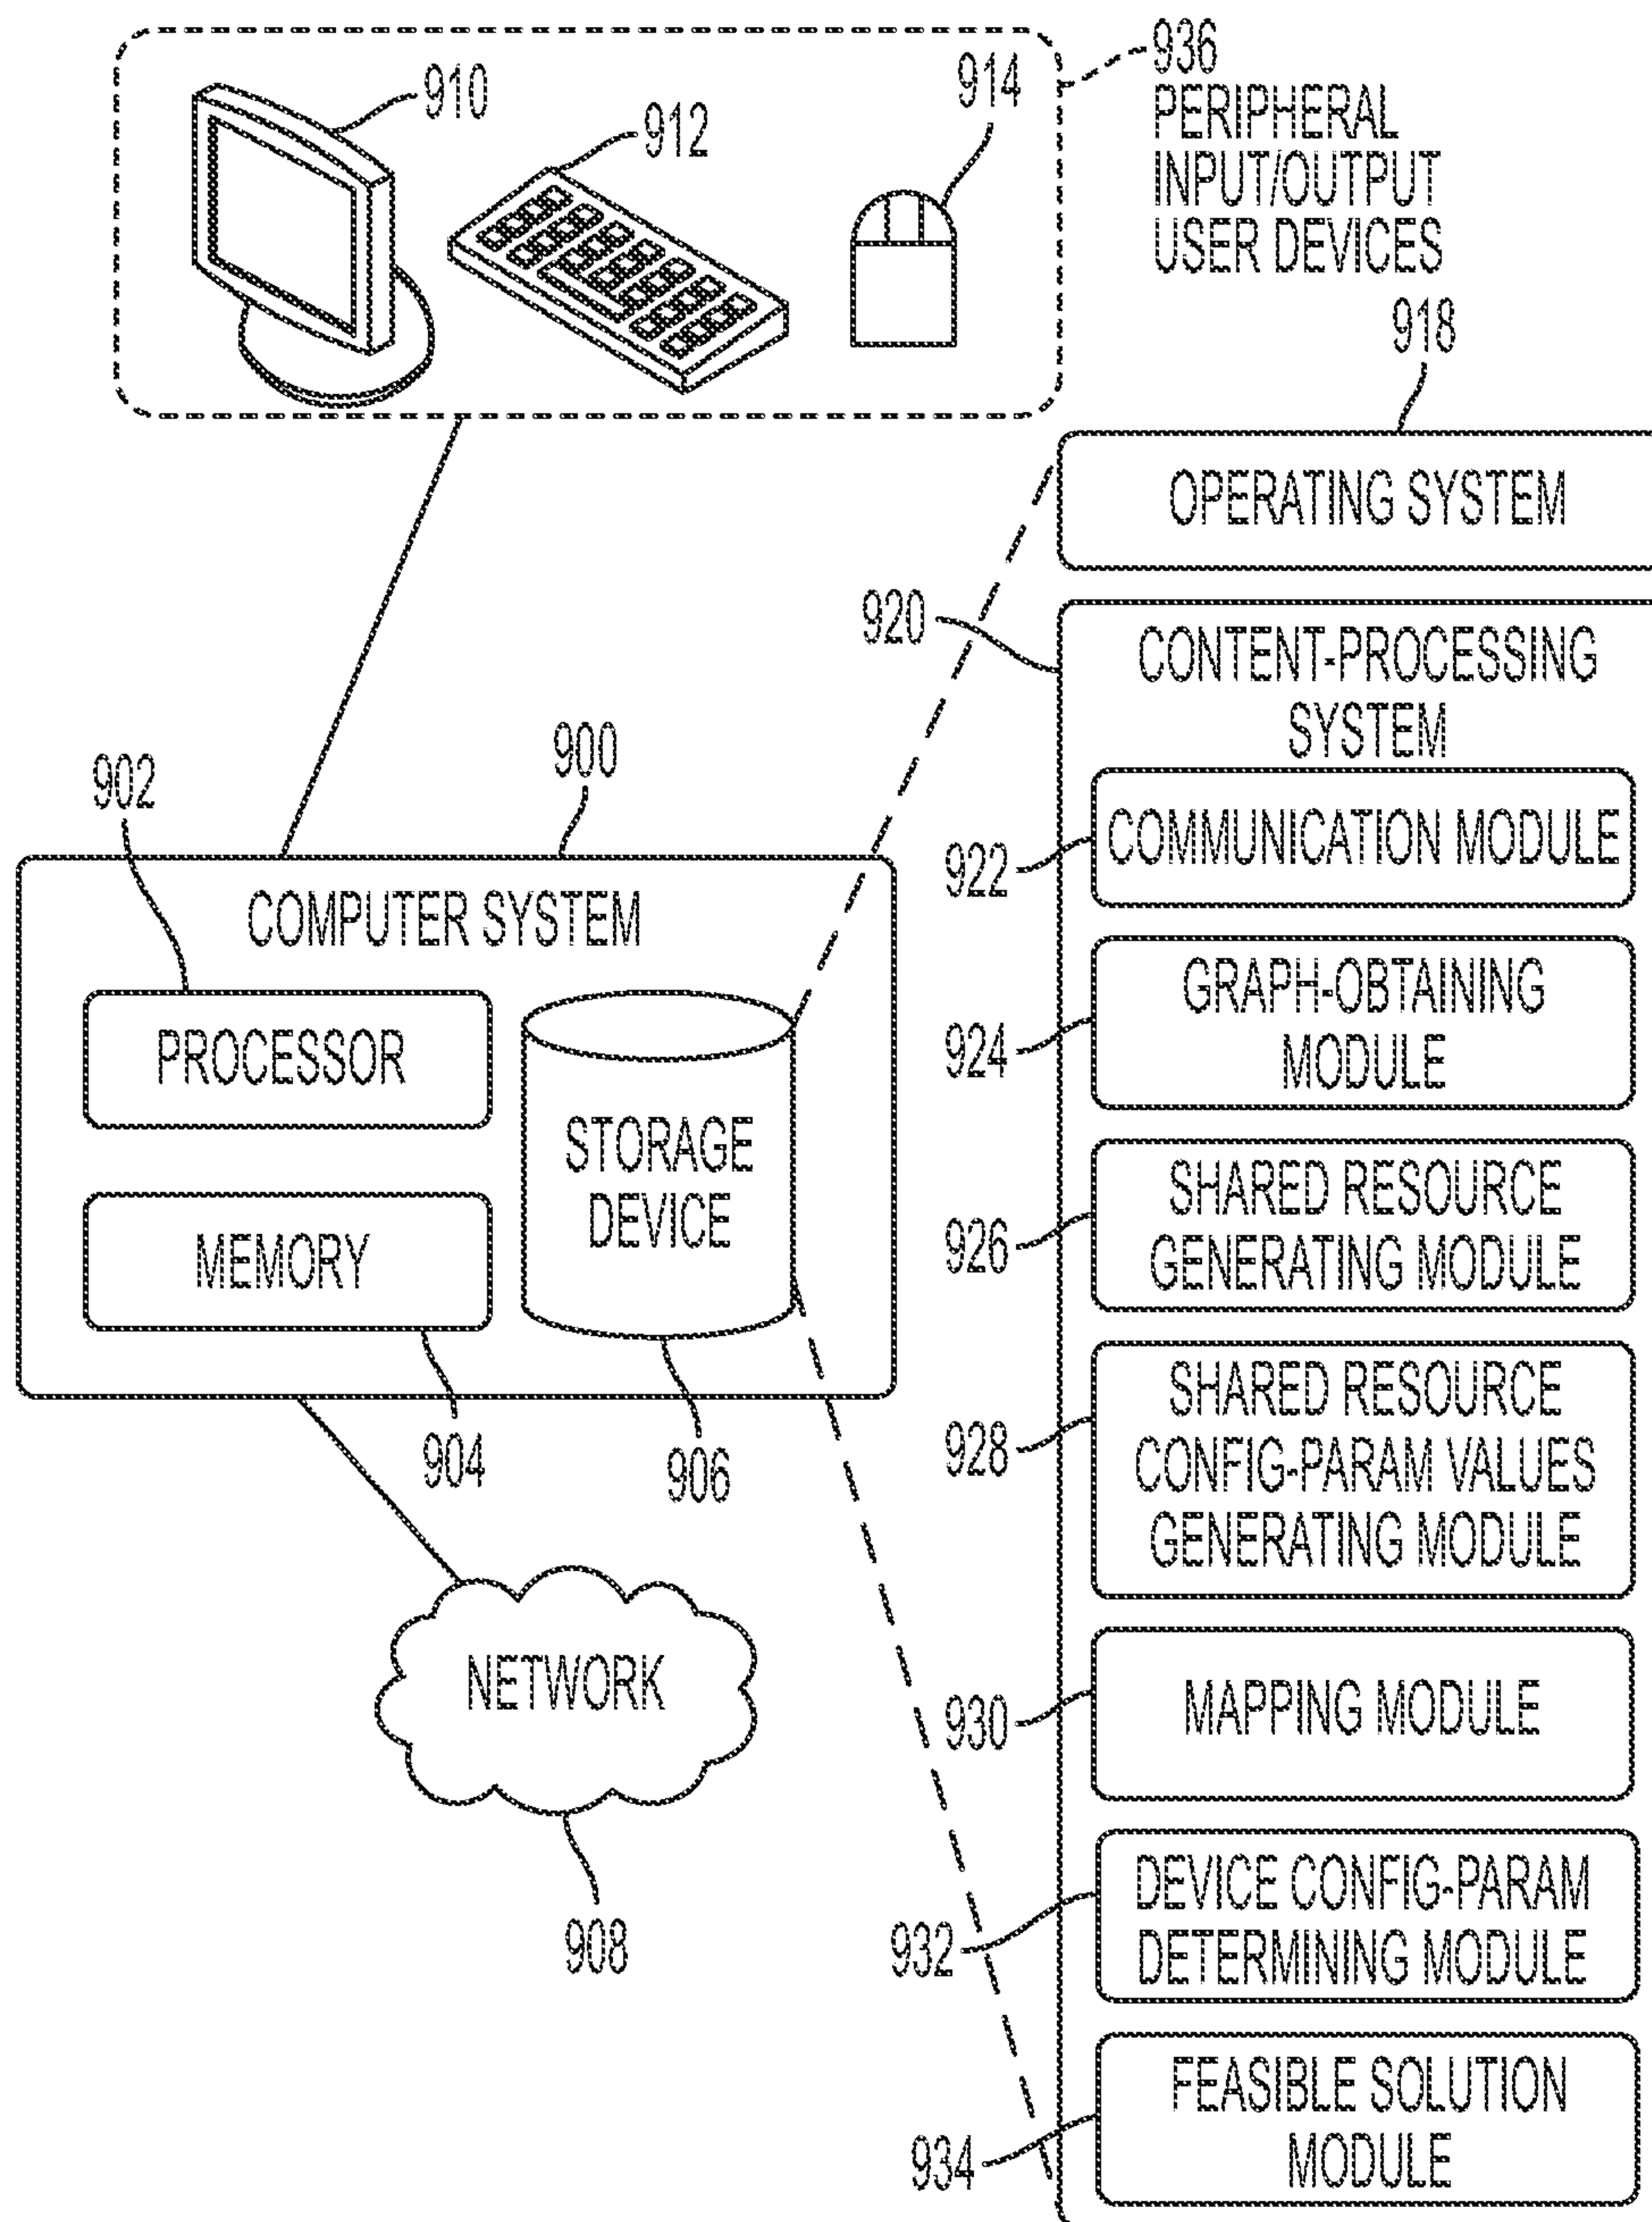 910
912
914
936
PERIPHERAL
INPUT/OUTPUT
USER DEVICES
918
OPERATING SYSTEM
920
CONTENT-PROCESSING
SYSTEM
922
COMMUNICATION MODULE
924
GRAPH-OBTAINING
MODULE
926
SHARED RESOURCE
GENERATING MODULE
928
SHARED RESOURCE
CONFIG-PARAM VALUES
GENERATING MODULE
930
MAPPING MODULE
932
DEVICE CONFIG-PARAM
DETERMINING MODULE
934
FEASIBLE SOLUTION
MODULE
900
902
COMPUTER SYSTEM
PROCESSOR
MEMORY
STORAGE
DEVICE
904
906
NETWORK
908